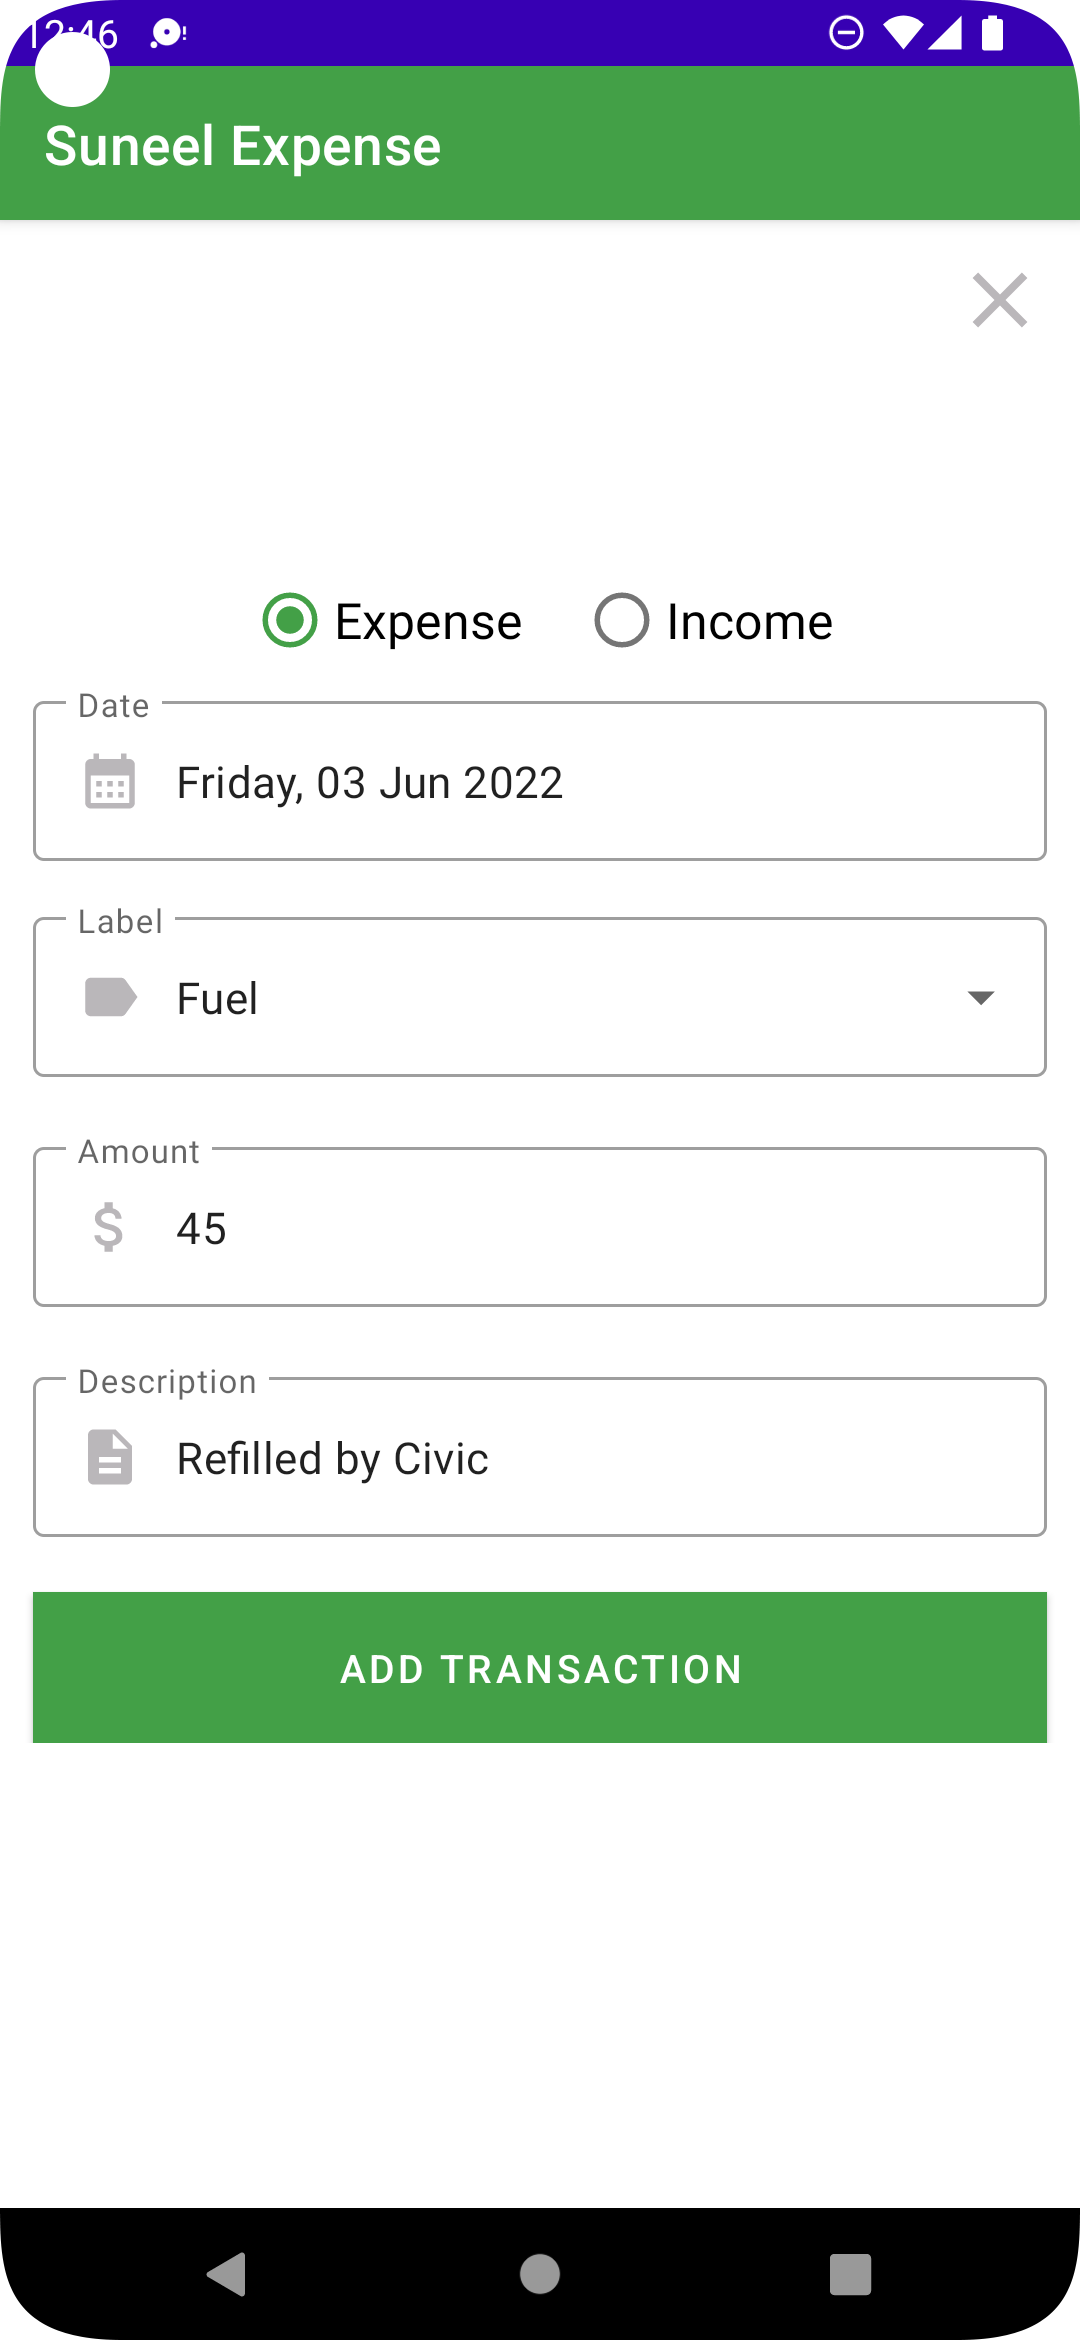 12:46
Suneel Expense
Expense Income
Date
Friday, 03 Jun 2022
Label
Fuel
Amount
$ 45
Description
Refilled by Civic
ADD TRANSACTION